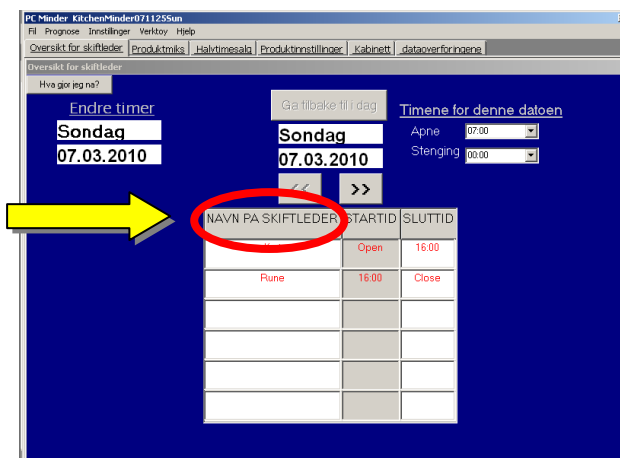 PC Minder KitchenMinder071125Sun
Fil Prognose Innstillinger Verktoy Hjelp
Oversikt for skiftleder Produktmiks Halvtimesalg Produktinnstillinger Kabinett dataoverforingene
Oversikt for skiftleder
Hva gjor jeg na?
Endre timer
Sondag
07.03.2010
Ga tilbake til i dag
Sondag
07.03.2010
<< >>
Timene for denne datoen
Apne 07:00
Stenging 00:00
NAVN PA SKIFTLEDER STARTID SLUTTID
Open 16:00
Rune 16:00 Close